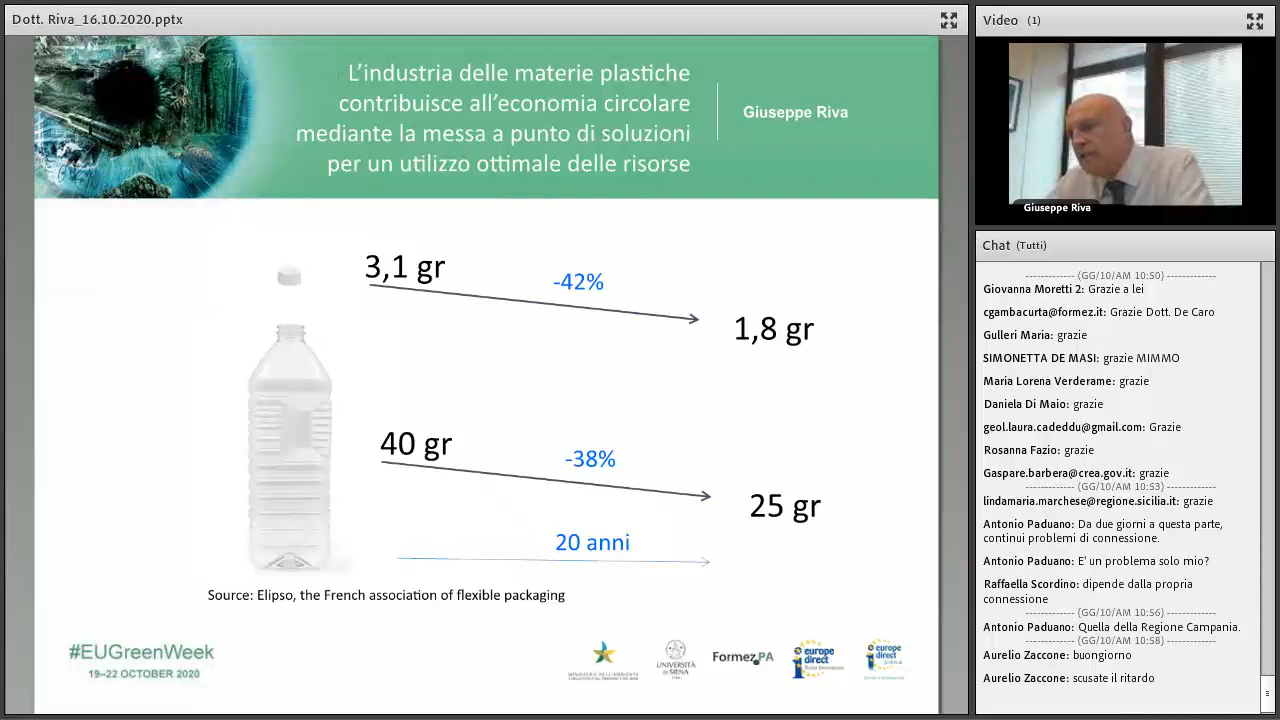 Dott. Riva_16.10.2020.pptx
L'industria delle materie plastiche
contribuisce all'economia circolare
mediante la messa a punto di soluzioni
per un utilizzo ottimale delle risorse
Giuseppe Riva
3,1 gr
-42%
1,8 gr
40 gr
-38%
25 gr
20 anni
Source: Elipso, the French association of flexible packaging
#EUGreenWeek
19–22 OCTOBER 2020
UNIVERSITÀ
DI SIENA
Formez PA
europe
direct
europe
direct
Video (1)
Giuseppe Riva
Chat (Tutti)
------------ (GG/10/AM 10:50) ------------
Giovanna Moretti 2: Grazie a lei
cgambacurta@formez.it: Grazie Dott. De Caro
Gulleri Maria: grazie
SIMONETTA DE MASI: grazie MIMMO
Maria Lorena Verderame: grazie
Daniela Di Maio: grazie
geol.laura.cadeddu@gmail.com: Grazie
Rosanna Fazio: grazie
Gaspare.barbera@crea.gov.it: grazie
------------ (GG/10/AM 10:53) ------------
lindamaria.marchese@regione.sicilia.it: grazie
Antonio Paduano: Da due giorni a questa parte,
continui problemi di connessione.
Antonio Paduano: E' un problema solo mio?
Raffaella Scordino: dipende dalla propria
connessione
------------ (GG/10/AM 10:56) ------------
Antonio Paduano: Quella della Regione Campania.
------------ (GG/10/AM 10:58) ------------
Aurelio Zaccone: buongiorno
Aurelio Zaccone: scusate il ritardo